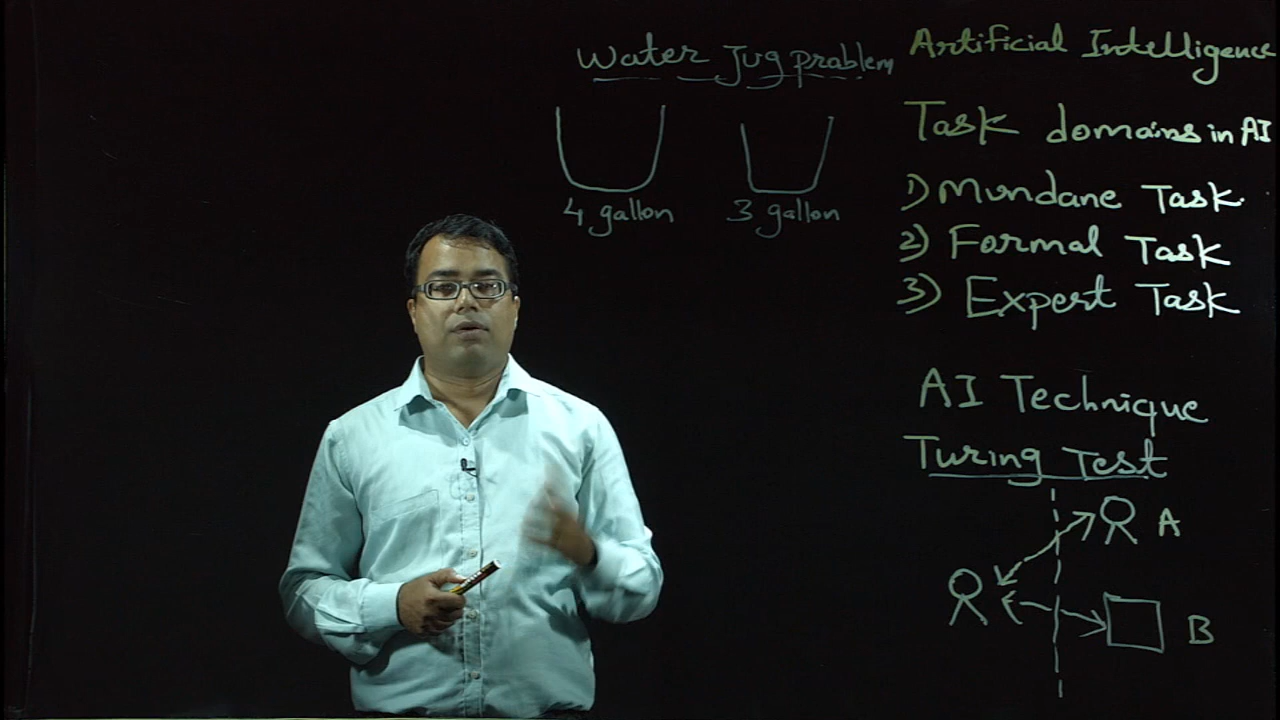 Water Jug prablem
4 gallon
3 gallon
Artificial Intelligence
Task domains in AI
1) Mundane Task
2) Formal Task
3) Expert Task
AI Technique
Turing Test
A
B